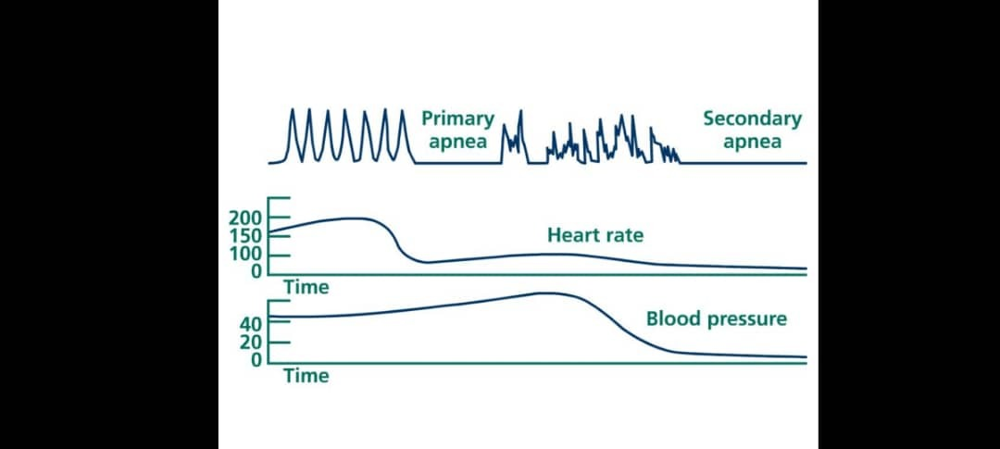 Primary
apnea
Secondary
apnea
200
150
100
0
Heart rate
Time
40
20
0
Blood pressure
Time